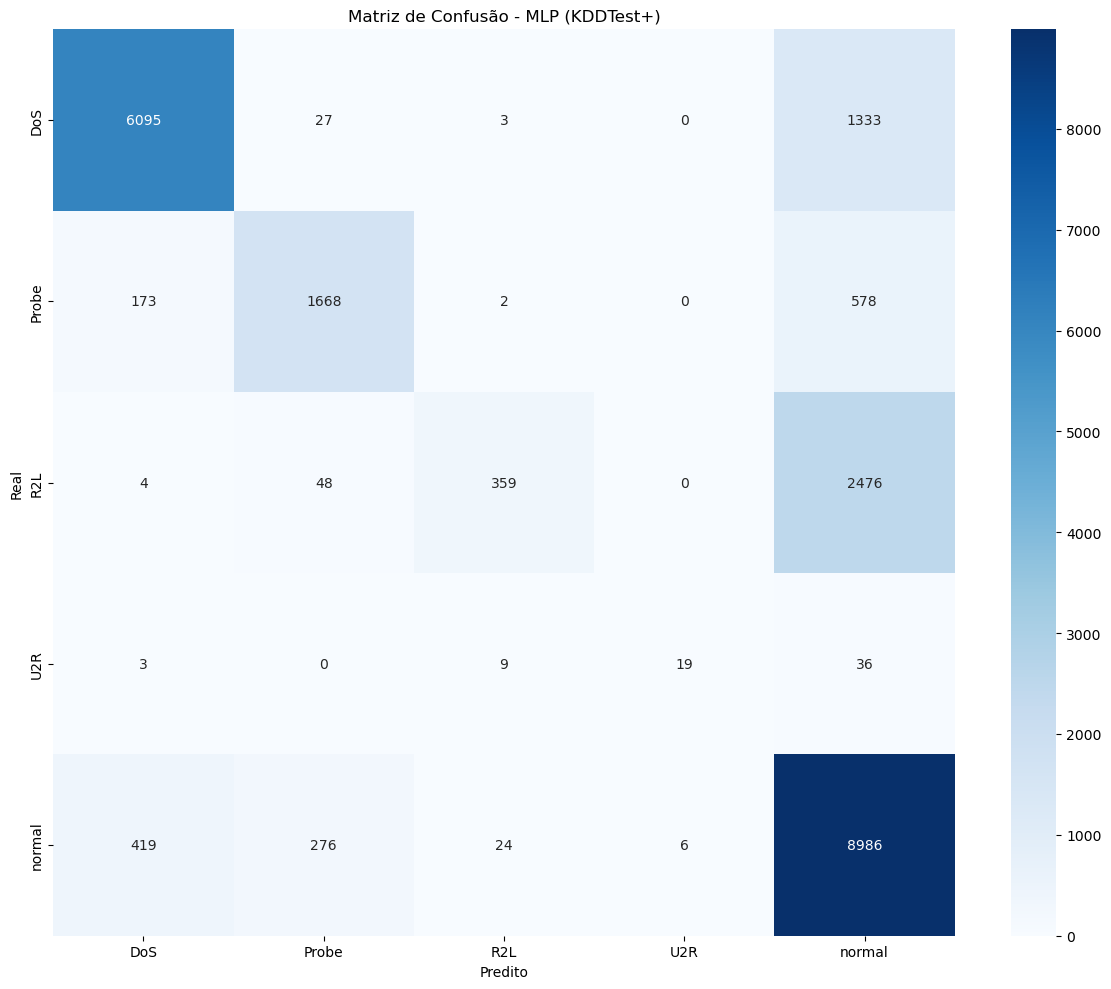 Matriz de Confusão - MLP (KDDTest+)
Real
DoS
6095 27 3 0 1333
Probe
173 1668 2 0 578
R2L
4 48 359 0 2476
U2R
3 0 9 19 36
normal
419 276 24 6 8986
DoS Probe R2L U2R normal
Predito
8000
7000
6000
5000
4000
3000
2000
1000
0